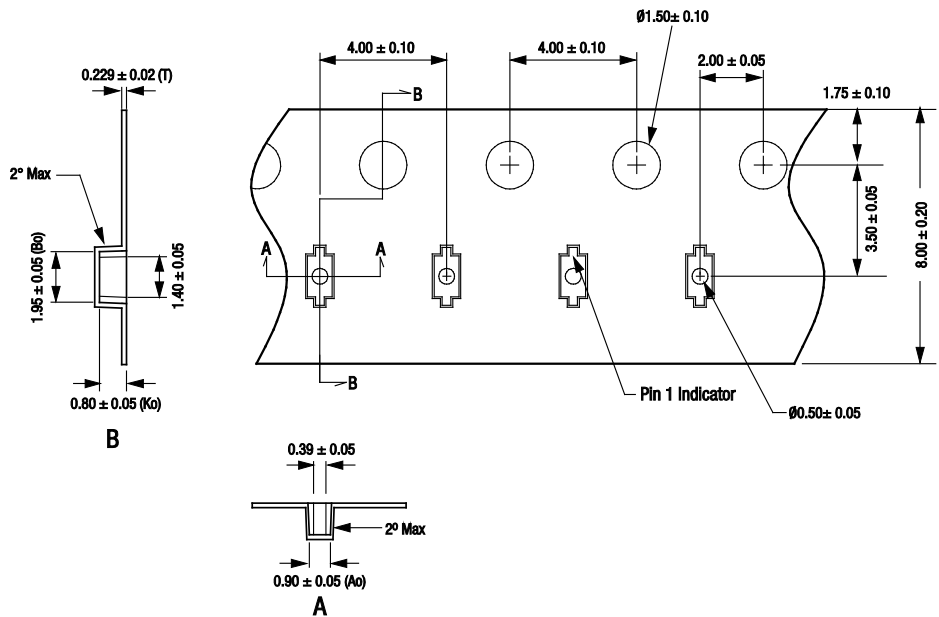 Ø1.50± 0.10
4.00 ± 0.10
4.00 ± 0.10
2.00 ± 0.05
0.229 ± 0.02 (T)
B
1.75 ± 0.10
2° Max
3.50 ± 0.05
8.00 ± 0.20
A
A
1.95 ± 0.05 (Bo)
1.40 ± 0.05
B
Pin 1 Indicator
0.80 ± 0.05 (Ko)
Ø0.50± 0.05
B
0.39 ± 0.05
2º Max
0.90 ± 0.05 (Ao)
A